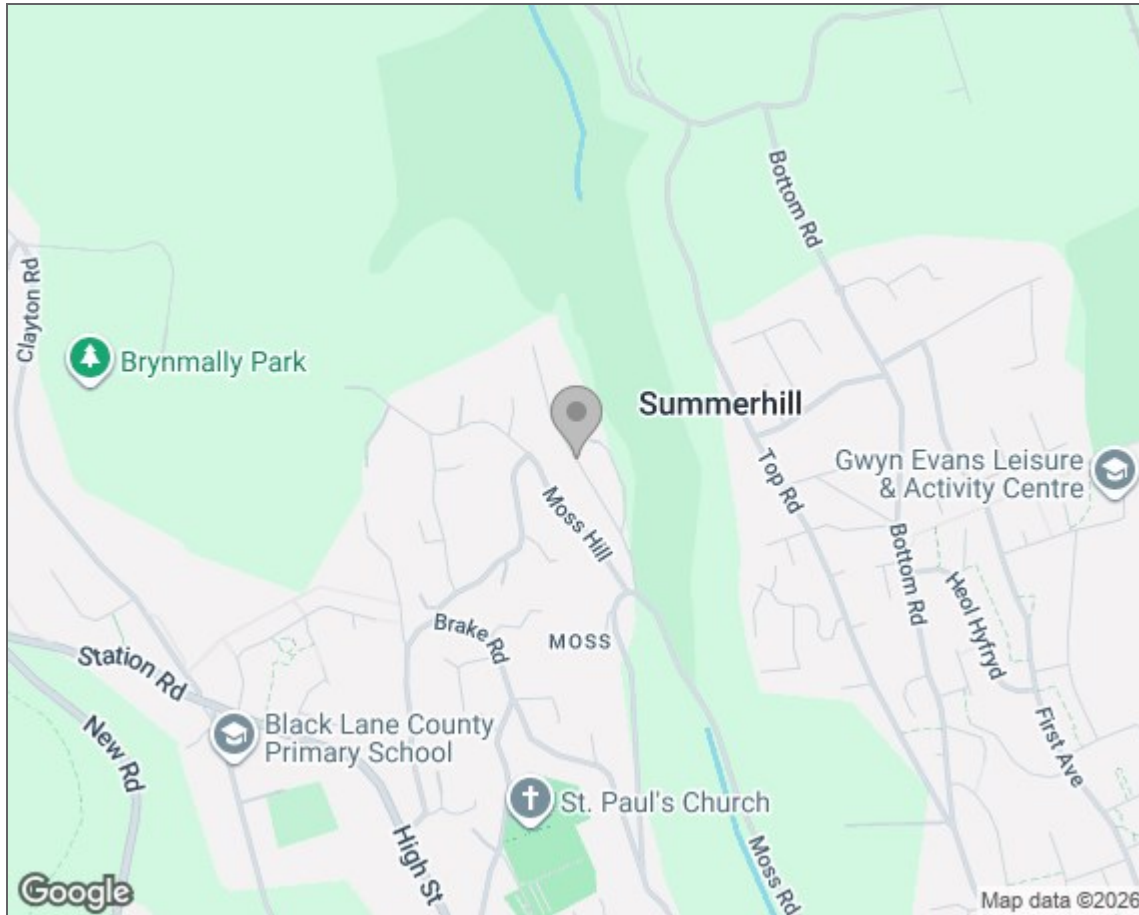 Bottom Rd
Clayton Rd
Brynmally Park
Summerhill
Gwyn Evans Leisure
& Activity Centre
Top Rd
Moss Hill
Bottom Rd
Heol Hyfryd
Brake Rd
MOSS
Station Rd
New Rd
Black Lane County
Primary School
First Ave
St. Paul's Church
High St
Moss Rd
Google
Map data ©2026